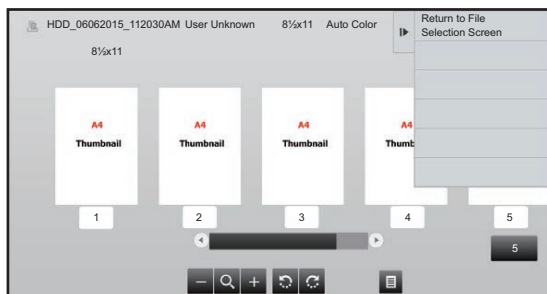 HDD_06062015_112030AM User Unknown 8½x11 Auto Color
8½x11
Return to File
Selection Screen
A4
Thumbnail
A4
Thumbnail
A4
Thumbnail
A4
Thumb
1 2 3 4 5
5